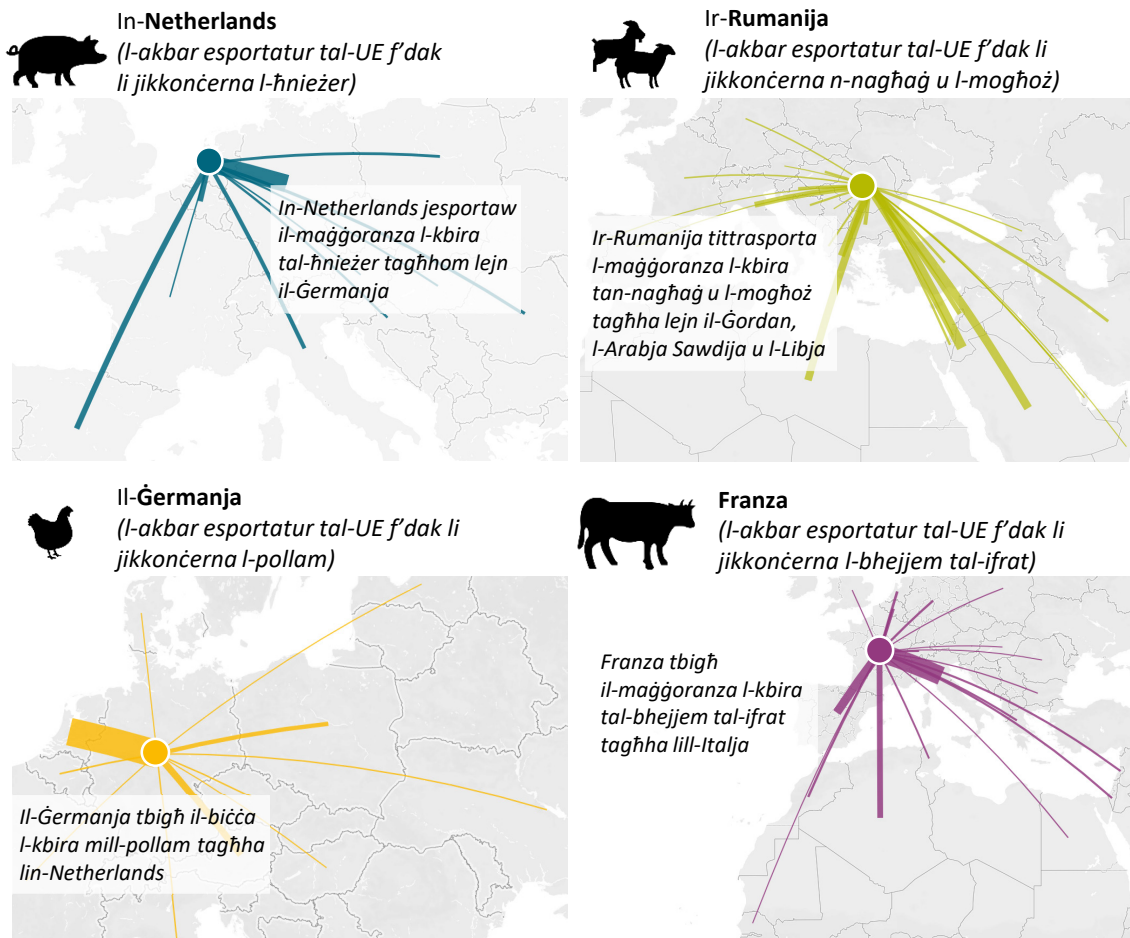 In-Netherlands
(l-akbar esportatur tal-UE f'dak
li jikkonċerna l-ħnieżer)
In-Netherlands jesportaw
il-maġġoranza l-kbira
tal-ħnieżer tagħhom lejn
il-Ġermanja
Ir-Rumanija
(l-akbar esportatur tal-UE f'dak li
jikkonċerna n-nagħaġ u l-mogħoż)
Ir-Rumanija tittrasporta
l-maġġoranza l-kbira
tan-nagħaġ u l-mogħoż
tagħha lejn il-Ġordan,
l-Arabja Sawdija u l-Libja
Il-Ġermanja
(l-akbar esportatur tal-UE f'dak li
jikkonċerna l-pollam)
Il-Ġermanja tbigħ il-biċċa
l-kbira mill-pollam tagħha
lin-Netherlands
Franza
(l-akbar esportatur tal-UE f'dak li
jikkonċerna l-bhejjem tal-ifrat)
Franza tbigħ
il-maġġoranza l-kbira
tal-bhejjem tal-ifrat
tagħha lill-Italja